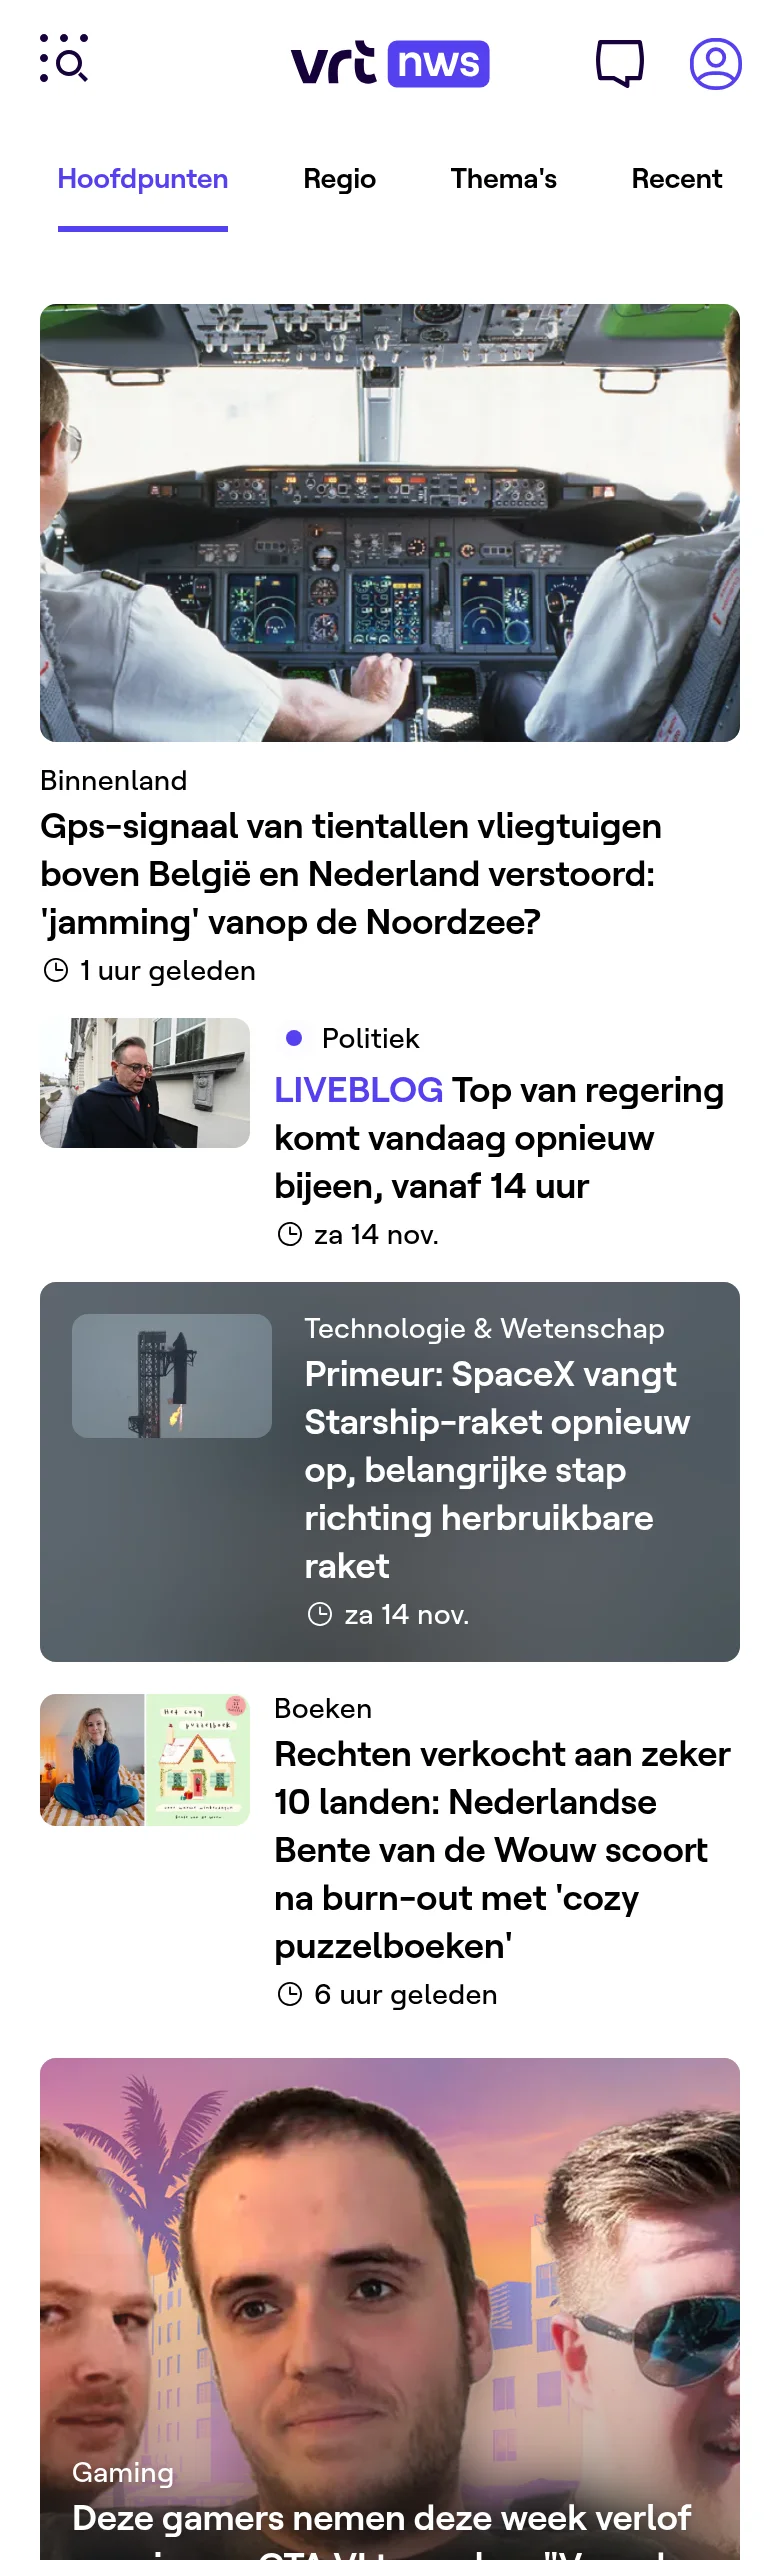 vrt nws
Hoofdpunten Regio Thema's Recent
Binnenland
Gps-signaal van tientallen vliegtuigen
boven België en Nederland verstoord:
'jamming' vanop de Noordzee?
1 uur geleden
Politiek
LIVEBLOG Top van regering
komt vandaag opnieuw
bijeen, vanaf 14 uur
za 14 nov.
Technologie & Wetenschap
Primeur: SpaceX vangt
Starship-raket opnieuw
op, belangrijke stap
richting herbruikbare
raket
za 14 nov.
Het cozy
puzzelboek
Boeken
Rechten verkocht aan zeker
10 landen: Nederlandse
Bente van de Wouw scoort
na burn-out met 'cozy
puzzelboeken'
6 uur geleden
Gaming
Deze gamers nemen deze week verlof